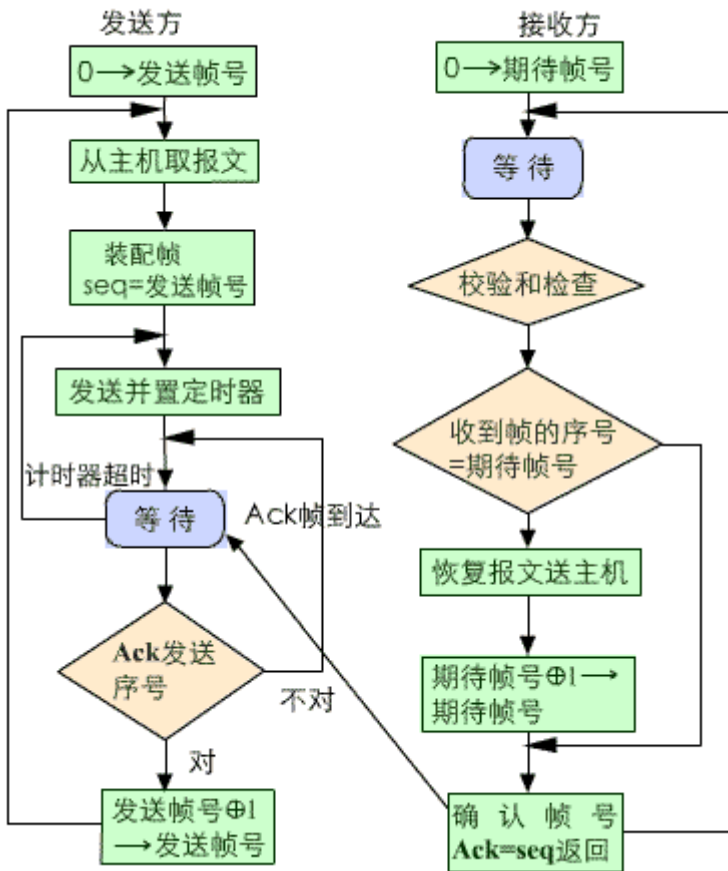 发送方
0→发送帧号
从主机取报文
装配帧
seq=发送帧号
发送并置定时器
计时器超时
等待
Ack帧到达
Ack发送
序号
不对
对
发送帧号⊕1
→发送帧号
接收方
0→期待帧号
等待
校验和检查
收到帧的序号
=期待帧号
恢复报文送主机
期待帧号⊕1→
期待帧号
确认帧号
Ack=seq返回